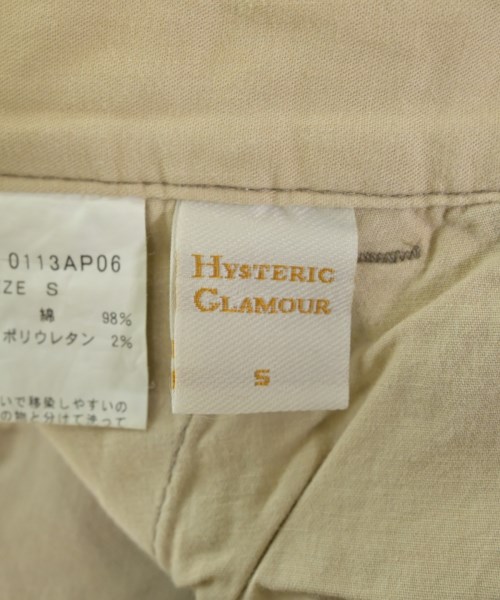 0113AP06
ZE S
綿 98%
ポリウレタン 2%
いで移染しやすいの
の物と分けて洗って
HYSTERIC
GLAMOUR
S